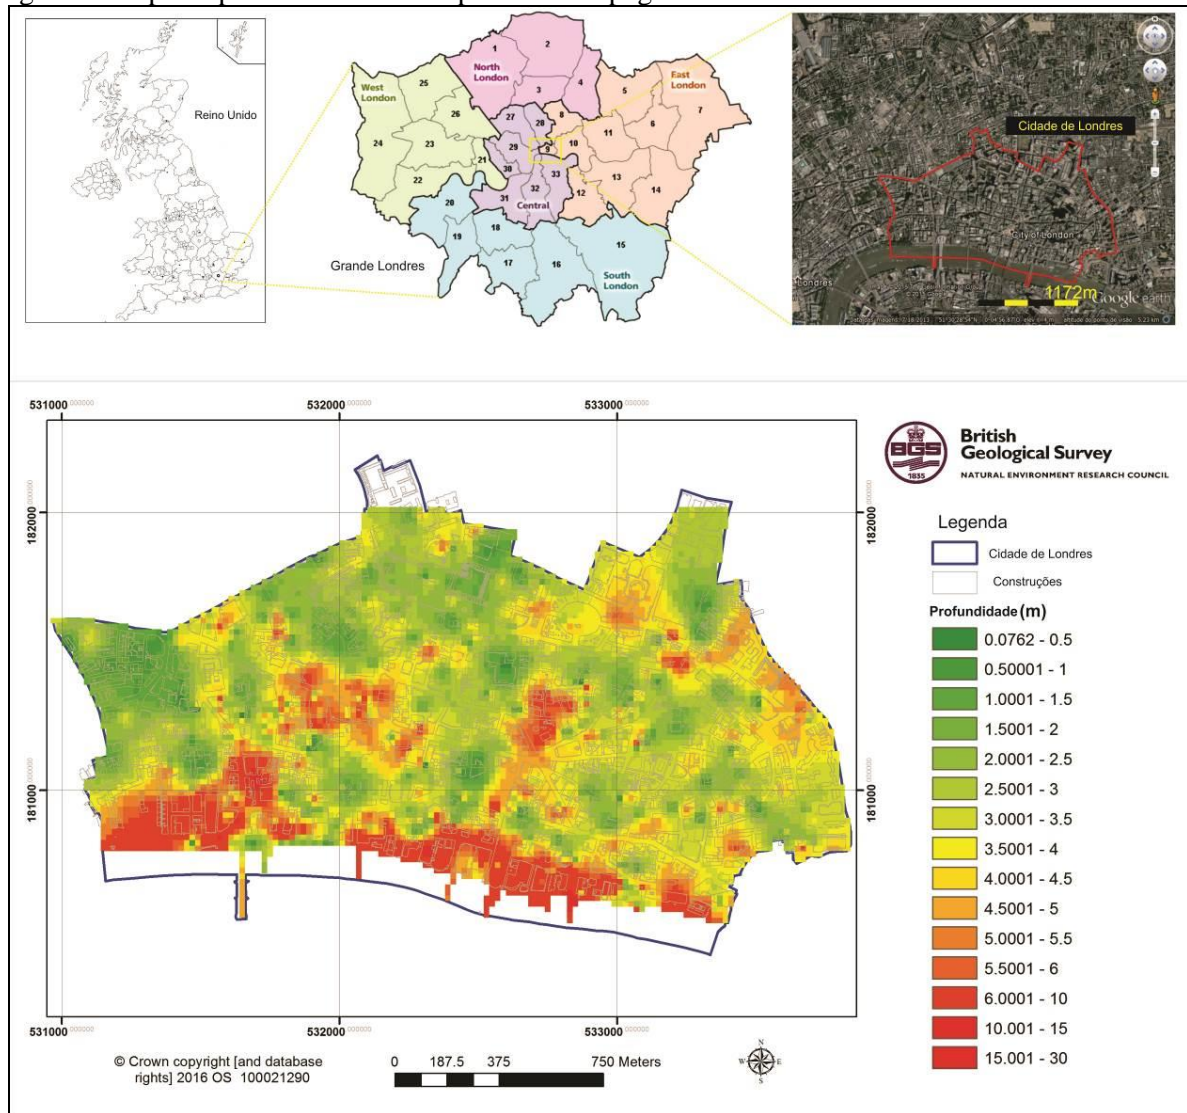 Reino Unido
1
2
North
London
3
4
25
West
London
26
24
23
22
21
5
East
London
7
6
8
11
10
9
13
14
12
27
28
29
30
33
32
31
Central
20
19
18
17
16
15
South
London
Grande Londres
Cidade de Londres
City of London
Londres
1172m
Google earth
531000
532000
533000
182000
182000
181000
181000
531000
532000
533000
BGS
1835
British
Geological Survey
NATURAL ENVIRONMENT RESEARCH COUNCIL
Legenda
Cidade de Londres
Construções
Profundidade (m)
0.0762 - 0.5
0.50001 - 1
1.0001 - 1.5
1.5001 - 2
2.0001 - 2.5
2.5001 - 3
3.0001 - 3.5
3.5001 - 4
4.0001 - 4.5
4.5001 - 5
5.0001 - 5.5
5.5001 - 6
6.0001 - 10
10.001 - 15
15.001 - 30
© Crown copyright [and database
rights] 2016 OS 100021290
0 187.5 375 750 Meters
N
W E
S